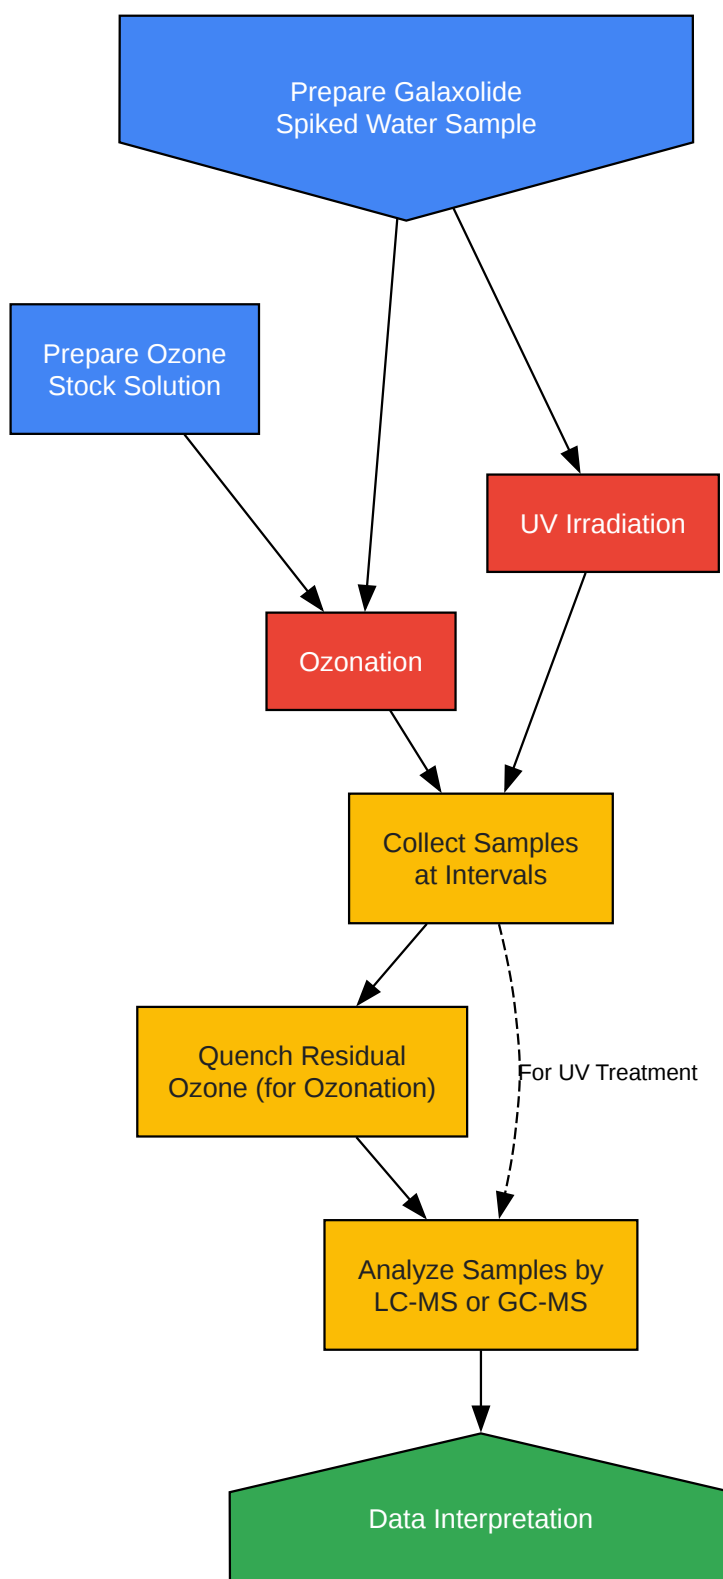 Prepare Galaxolide
Spiked Water Sample
Prepare Ozone
Stock Solution
UV Irradiation
Ozonation
Collect Samples
at Intervals
Quench Residual
Ozone (for Ozonation)
For UV Treatment
Analyze Samples by
LC-MS or GC-MS
Data Interpretation